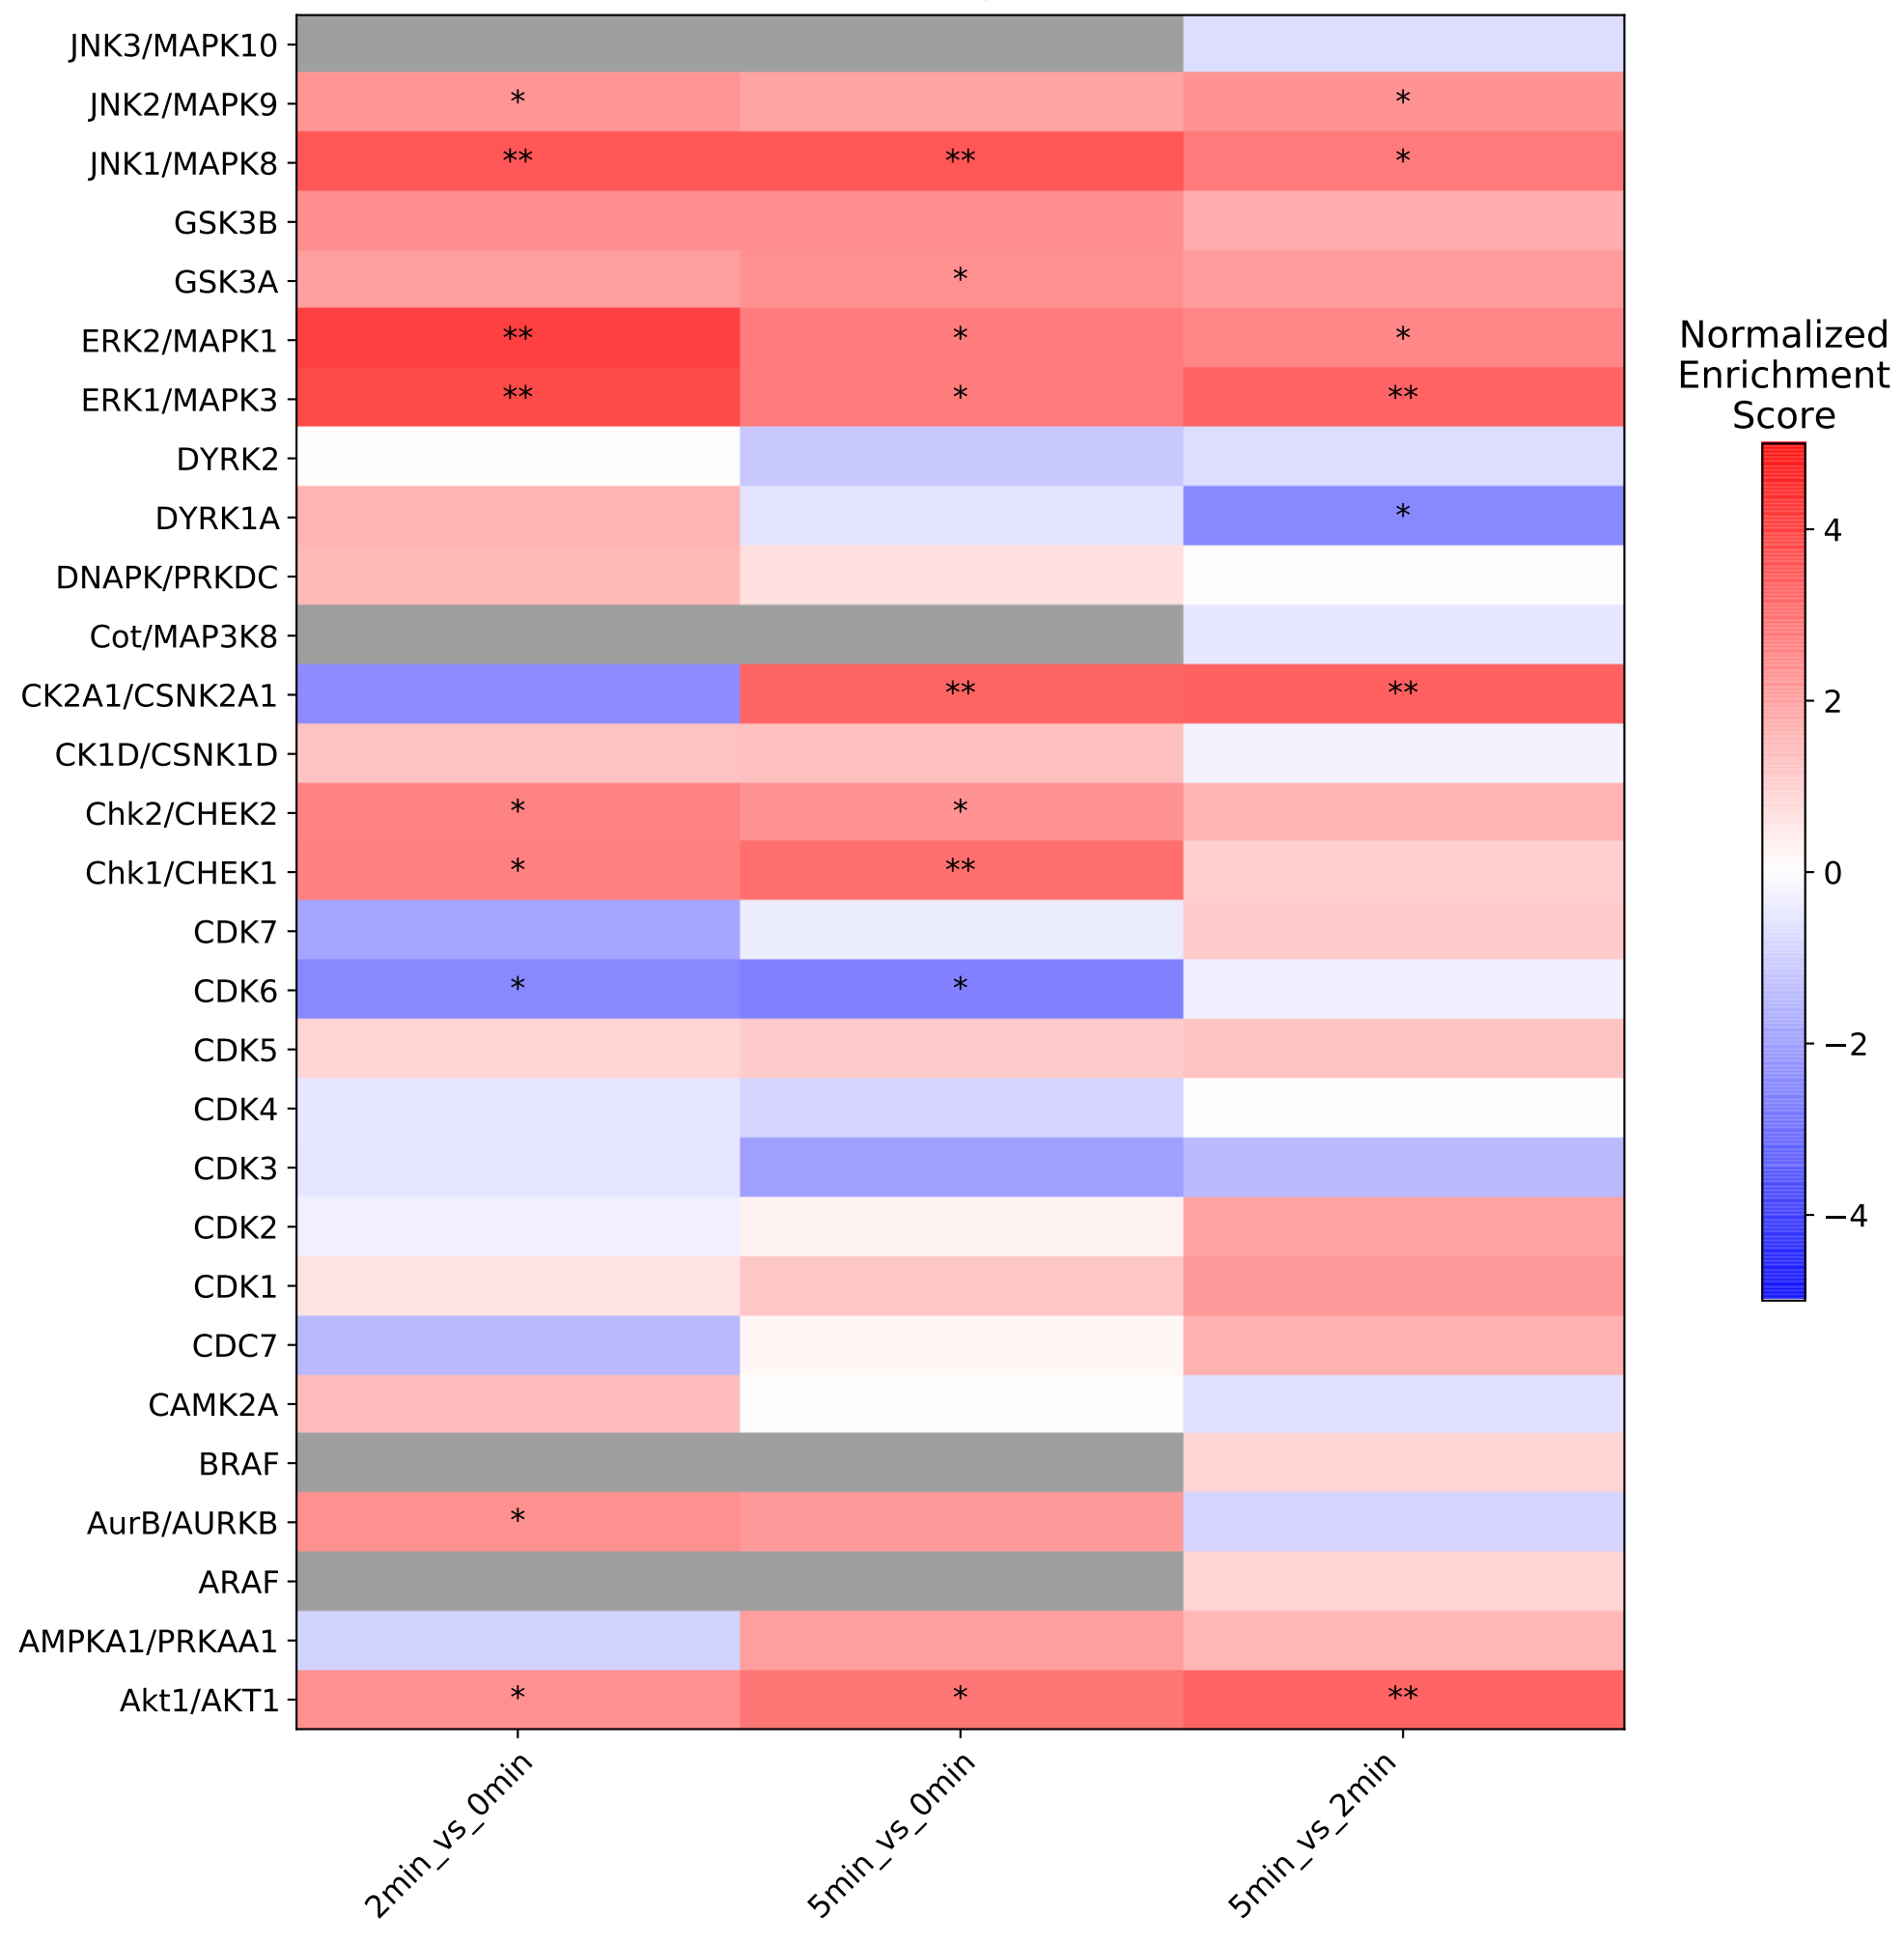 JNK3/MAPK10
JNK2/MAPK9 * *
JNK1/MAPK8 ** ** *
GSK3B
GSK3A *
ERK2/MAPK1 ** * *
ERK1/MAPK3 ** * **
DYRK2
DYRK1A *
DNAPK/PRKDC
Cot/MAP3K8
CK2A1/CSNK2A1 ** **
CK1D/CSNK1D
Chk2/CHEK2 * *
Chk1/CHEK1 * **
CDK7
CDK6 * *
CDK5
CDK4
CDK3
CDK2
CDK1
CDC7
CAMK2A
BRAF
AurB/AURKB *
ARAF
AMPKA1/PRKAA1
Akt1/AKT1 * * **
2min_vs_0min
5min_vs_0min
5min_vs_2min
Normalized
Enrichment
Score
4
2
0
−2
−4